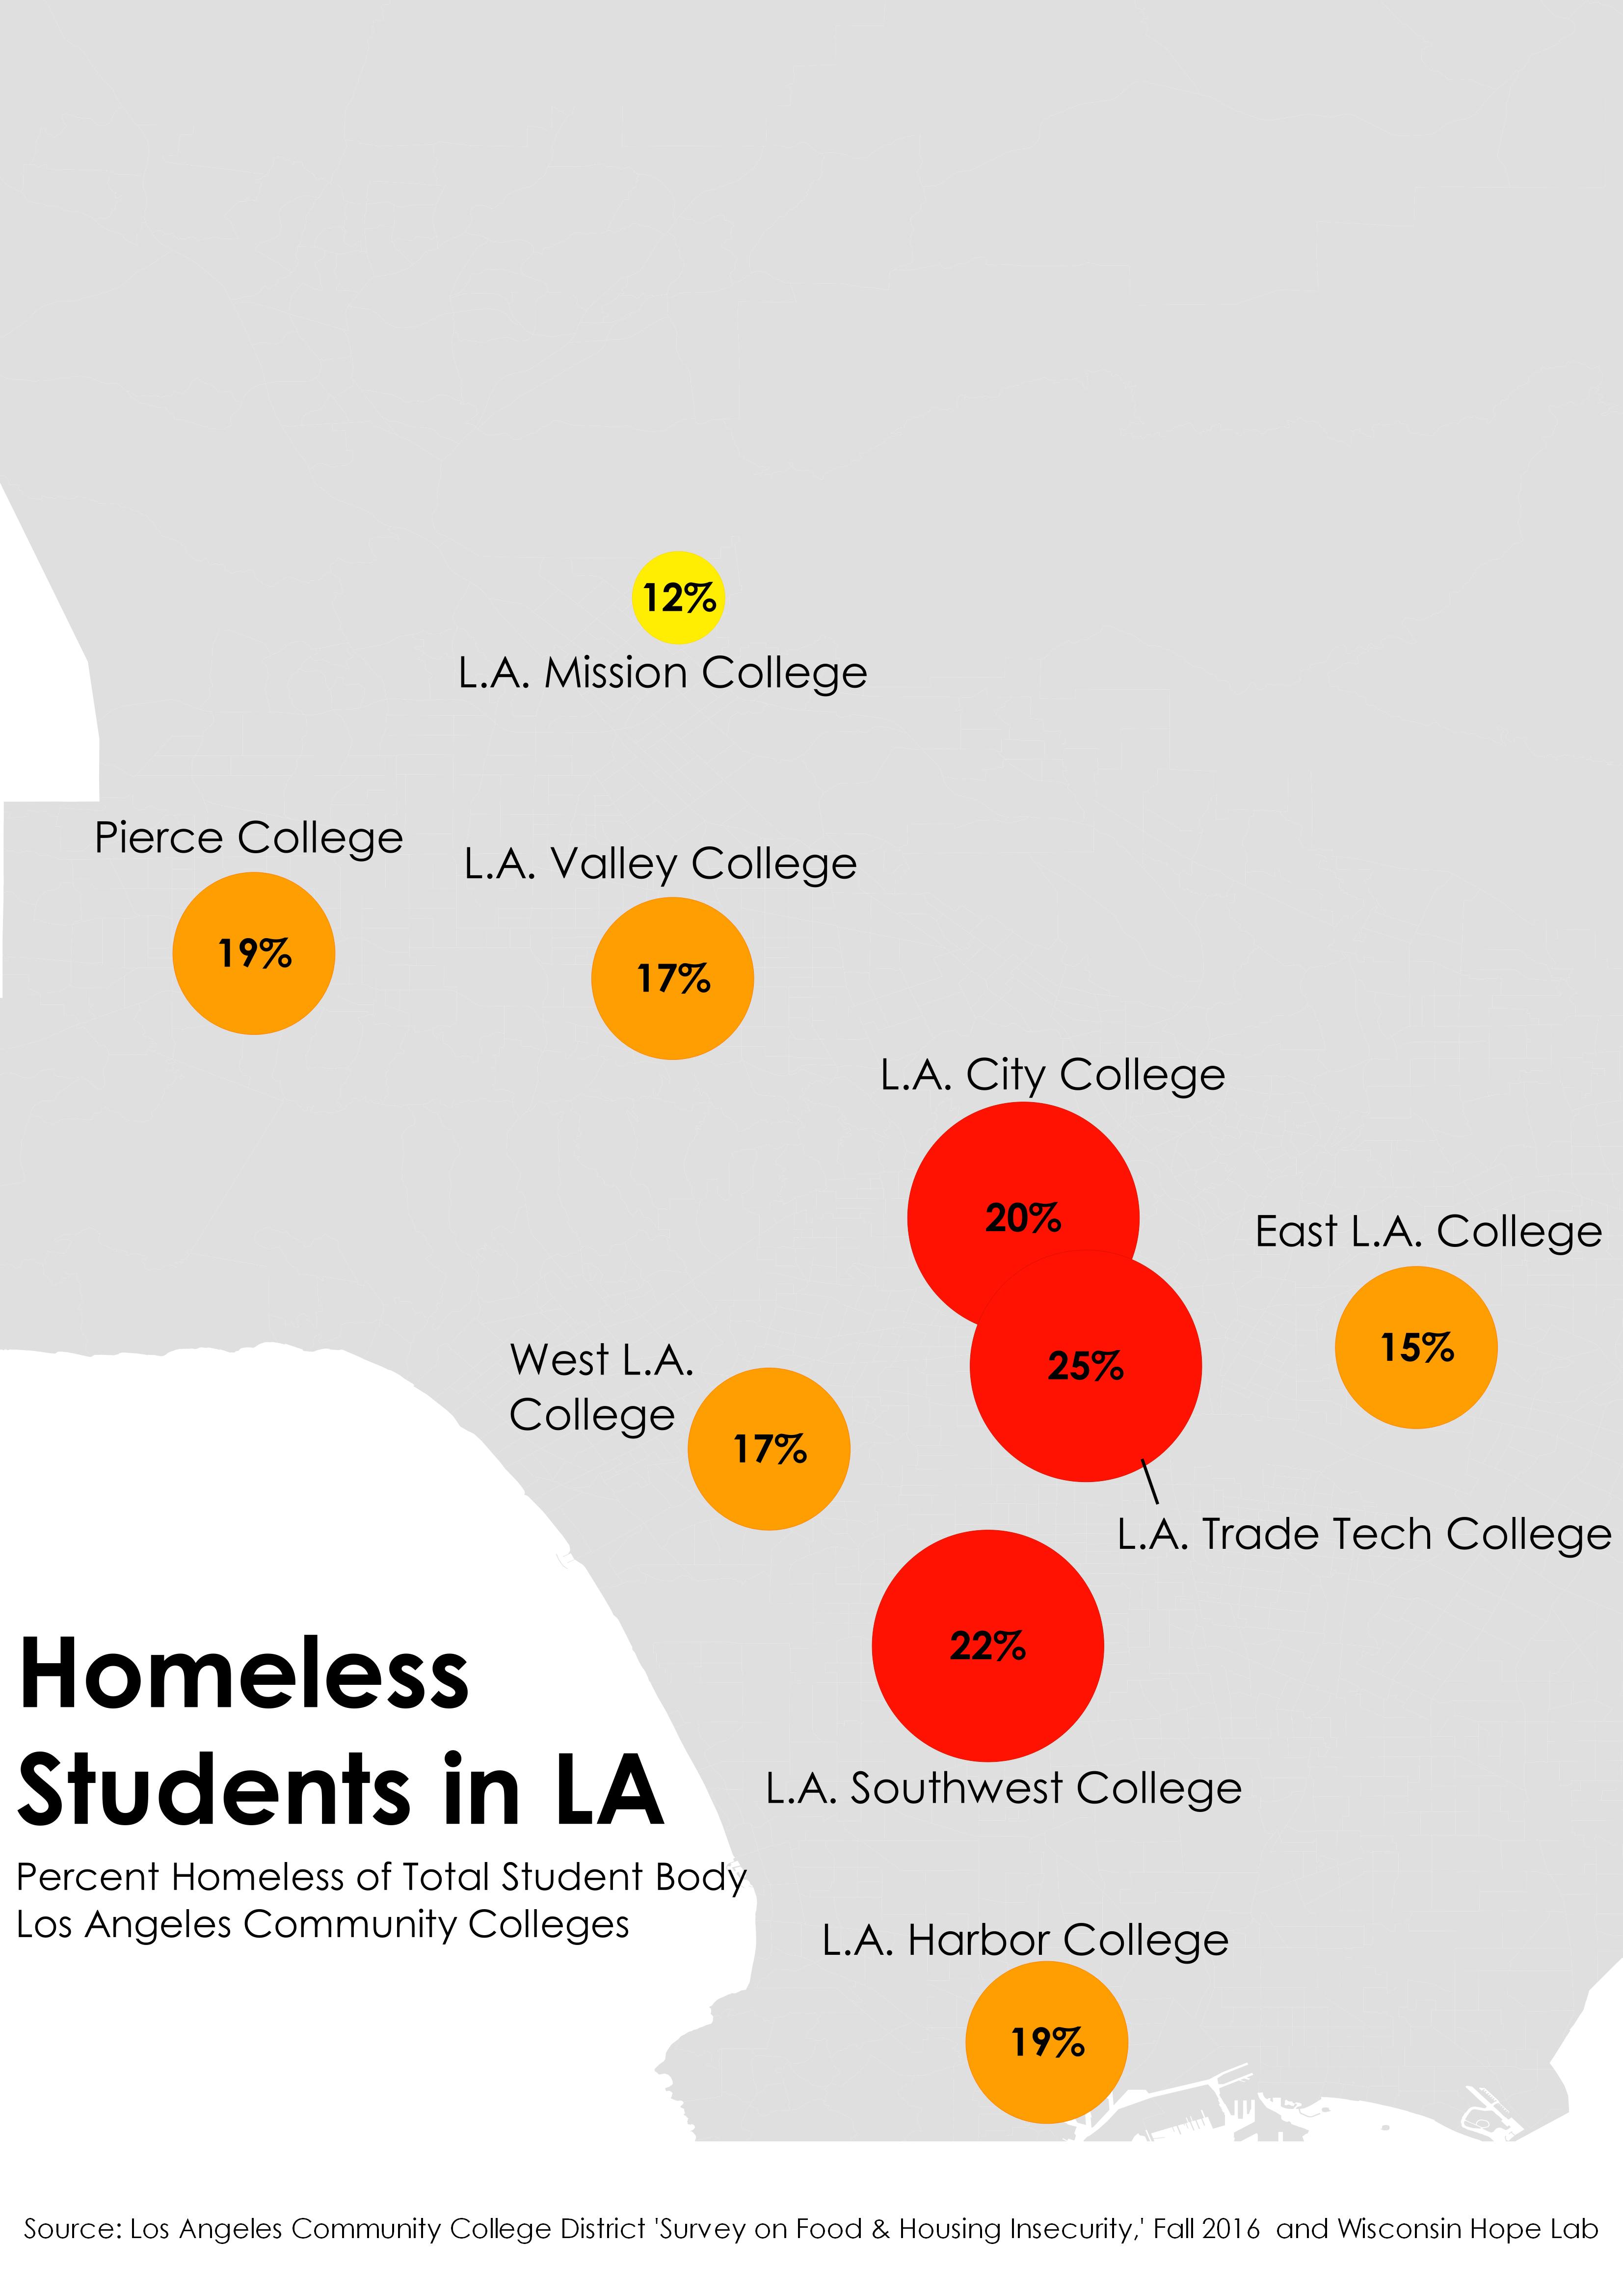 12%
L.A. Mission College
Pierce College
19%
L.A. Valley College
17%
L.A. City College
20%
East L.A. College
15%
25%
L.A. Trade Tech College
West L.A.
College
17%
22%
L.A. Southwest College
Homeless
Students in LA
Percent Homeless of Total Student Body
Los Angeles Community Colleges
L.A. Harbor College
19%
Source: Los Angeles Community College District 'Survey on Food & Housing Insecurity,' Fall 2016 and Wisconsin Hope Lab